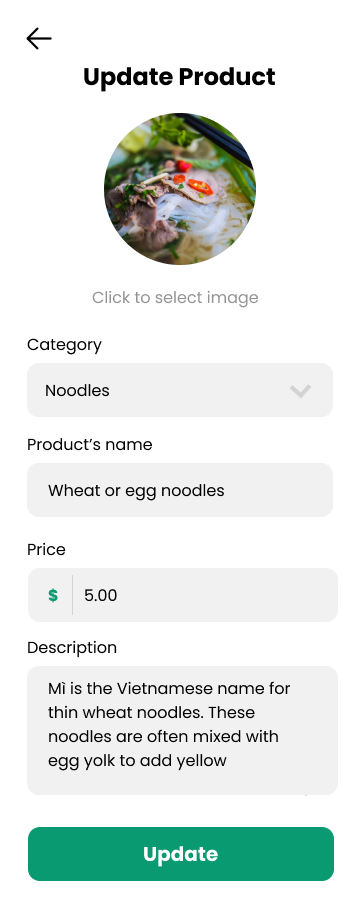 Update Product
Click to select image
Category
Noodles
Product’s name
Wheat or egg noodles
Price
$ 5.00
Description
Mì is the Vietnamese name for
thin wheat noodles. These
noodles are often mixed with
egg yolk to add yellow
Update